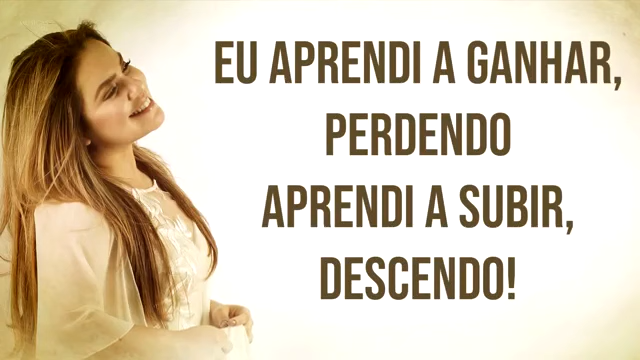 EU APRENDI A GANHAR,
PERDENDO
APRENDI A SUBIR,
DESCENDO!